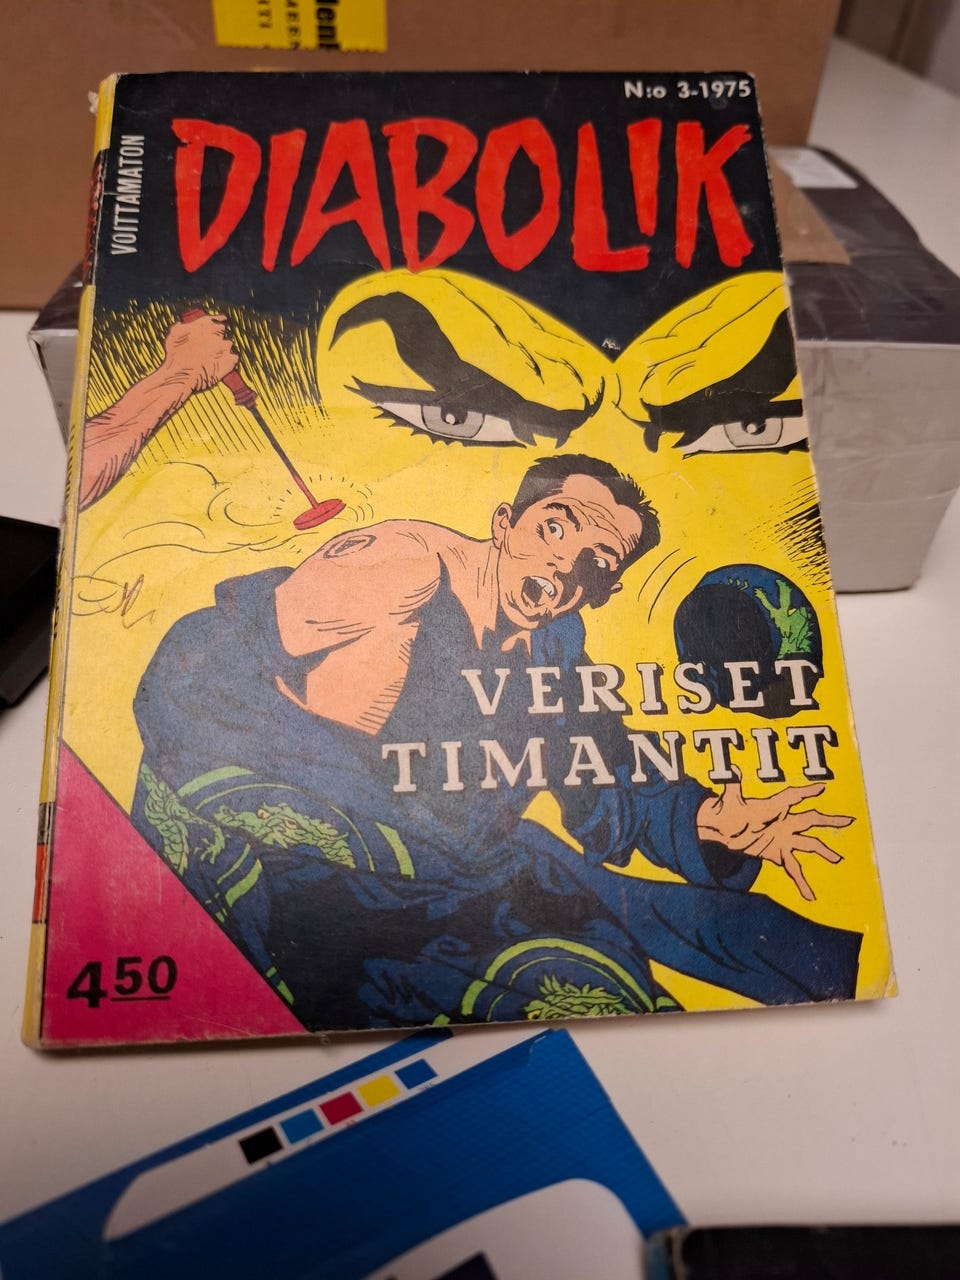 N:o 3-1975
VOITTAMATON
DIABOLIK
VERISET
TIMANTIT
4 50